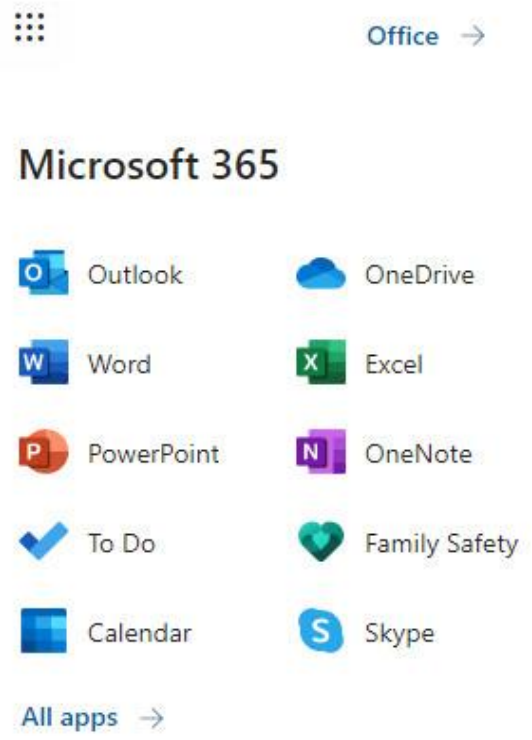 Office →
Microsoft 365
Outlook OneDrive
Word Excel
PowerPoint OneNote
To Do Family Safety
Calendar Skype
All apps →